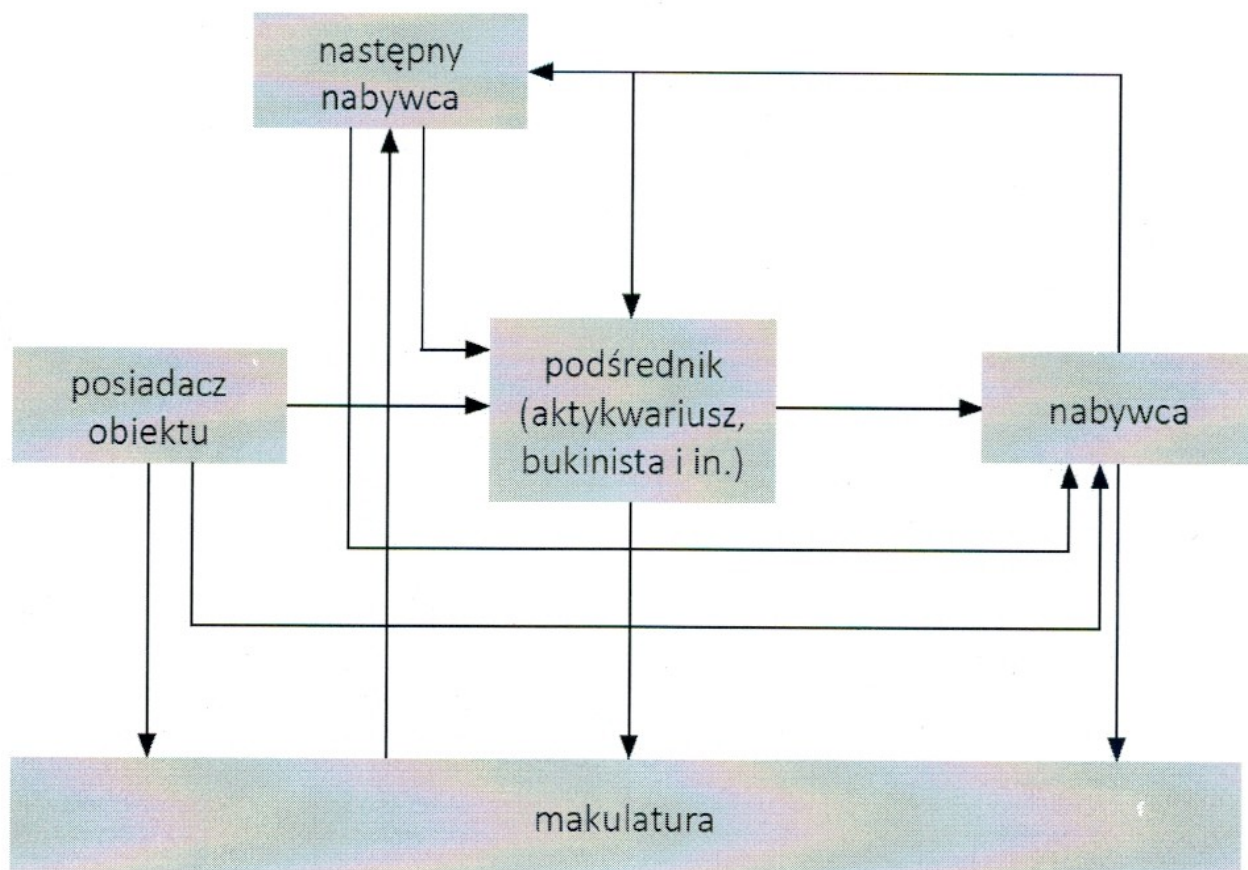 następny
nabywca
posiadacz
obiektu
podśrednik
(aktykwariusz,
bukinista i in.)
nabywca
makulatura